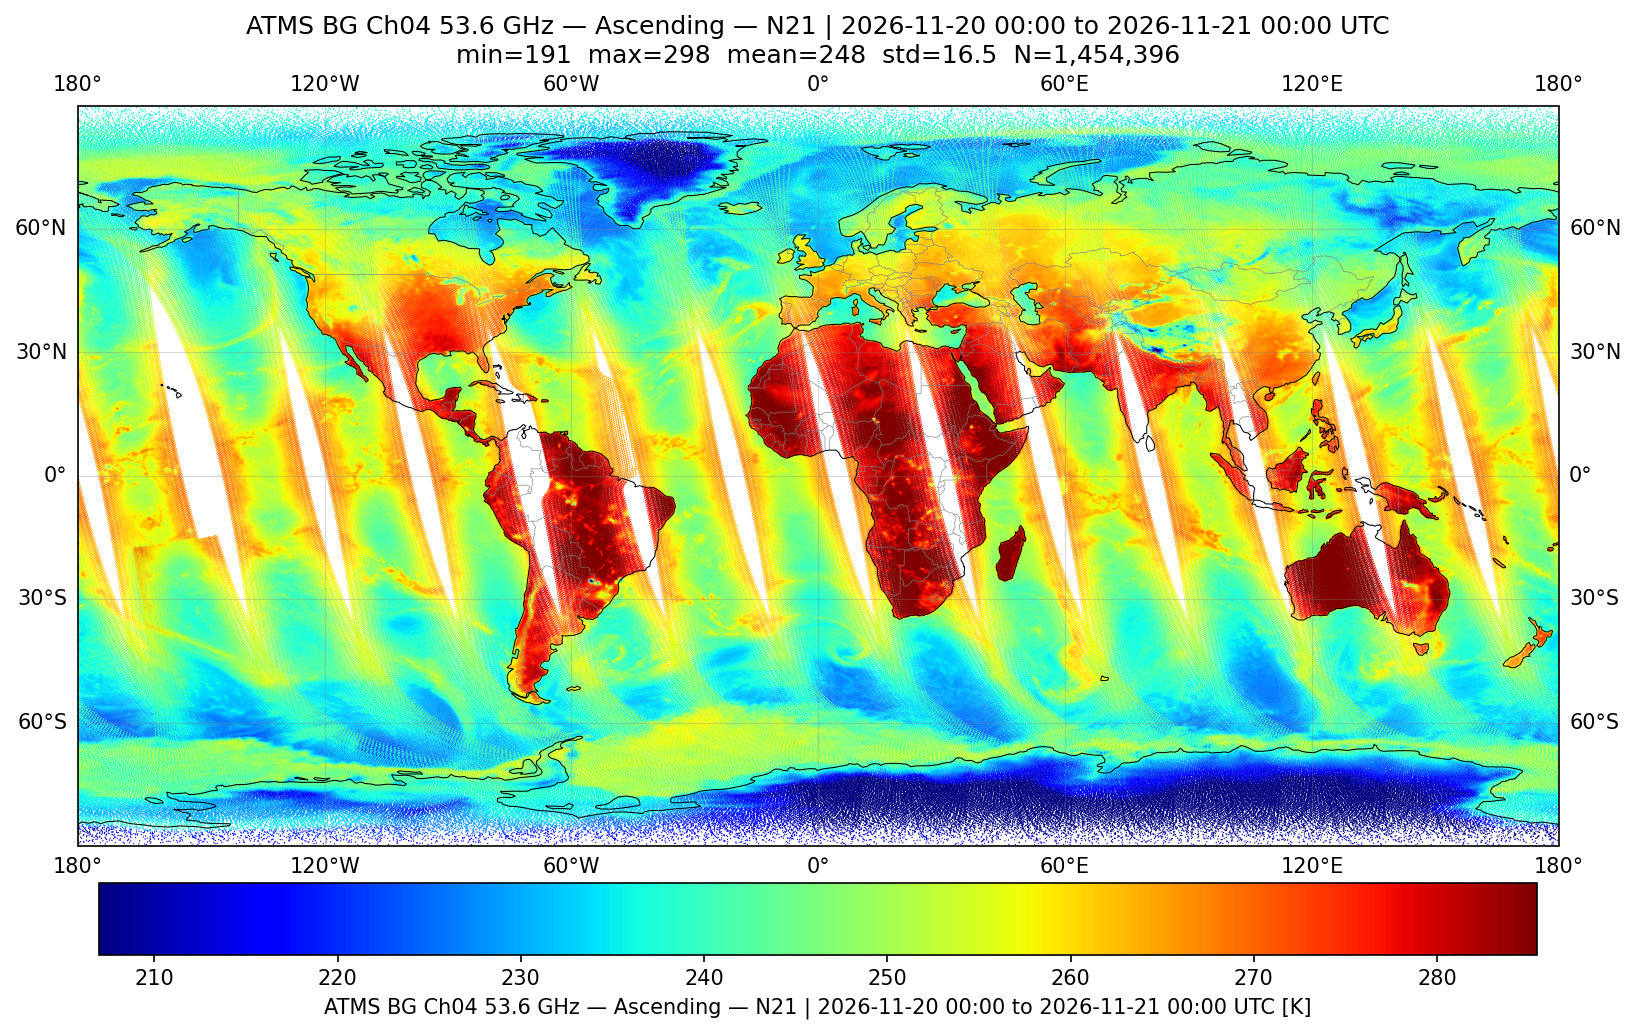 ATMS BG Ch04 53.6 GHz — Ascending — N21 | 2026-11-20 00:00 to 2026-11-21 00:00 UTC
min=191 max=298 mean=248 std=16.5 N=1,454,396
180° 120°W 60°W 0° 60°E 120°E 180°
60°N 60°N
30°N 30°N
0° 0°
30°S 30°S
60°S 60°S
180° 120°W 60°W 0° 60°E 120°E 180°
210 220 230 240 250 260 270 280
ATMS BG Ch04 53.6 GHz — Ascending — N21 | 2026-11-20 00:00 to 2026-11-21 00:00 UTC [K]